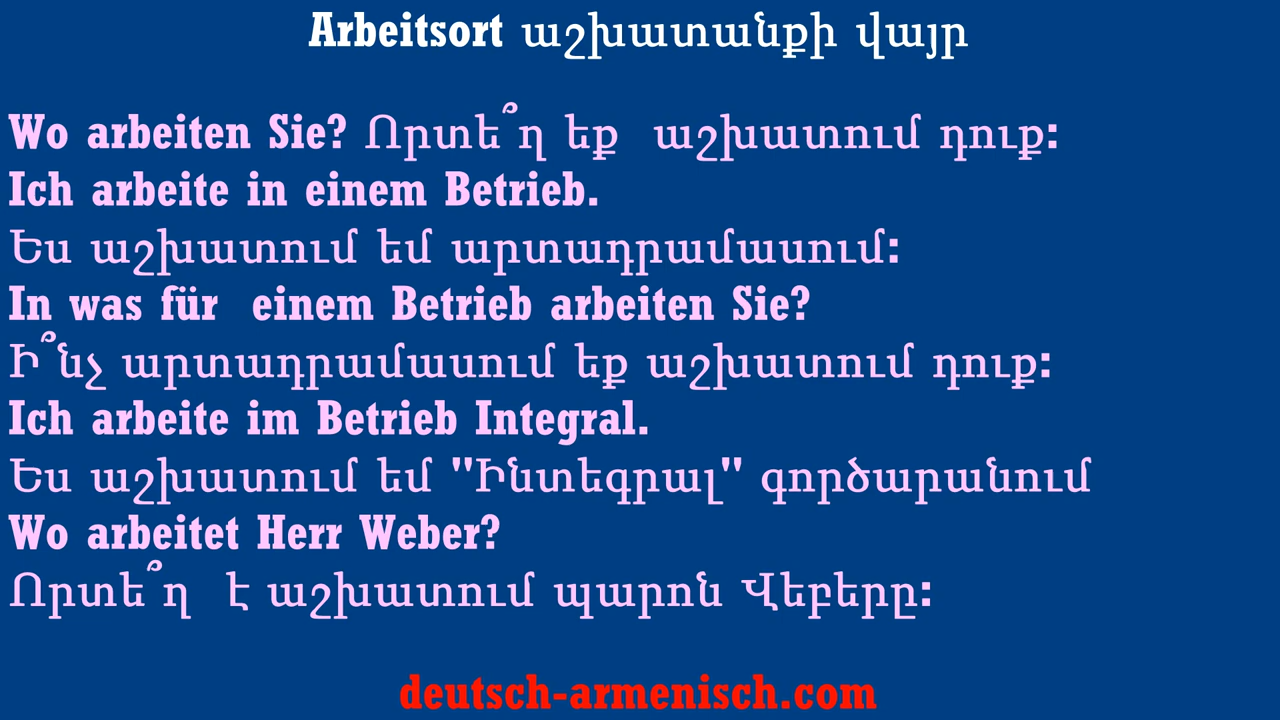 Arbeitsort աշխատանքի վայր
Wo arbeiten Sie? Որտե՞ղ եք աշխատում դուք:
Ich arbeite in einem Betrieb.
Ես աշխատում եմ արտադրամասում:
In was für einem Betrieb arbeiten Sie?
Ի՞նչ արտադրամասում եք աշխատում դուք:
Ich arbeite im Betrieb Integral.
Ես աշխատում եմ "Ինտեգրալ" գործարանում
Wo arbeitet Herr Weber?
Որտե՞ղ է աշխատում պարոն Վեբերը:
deutsch-armenisch.com